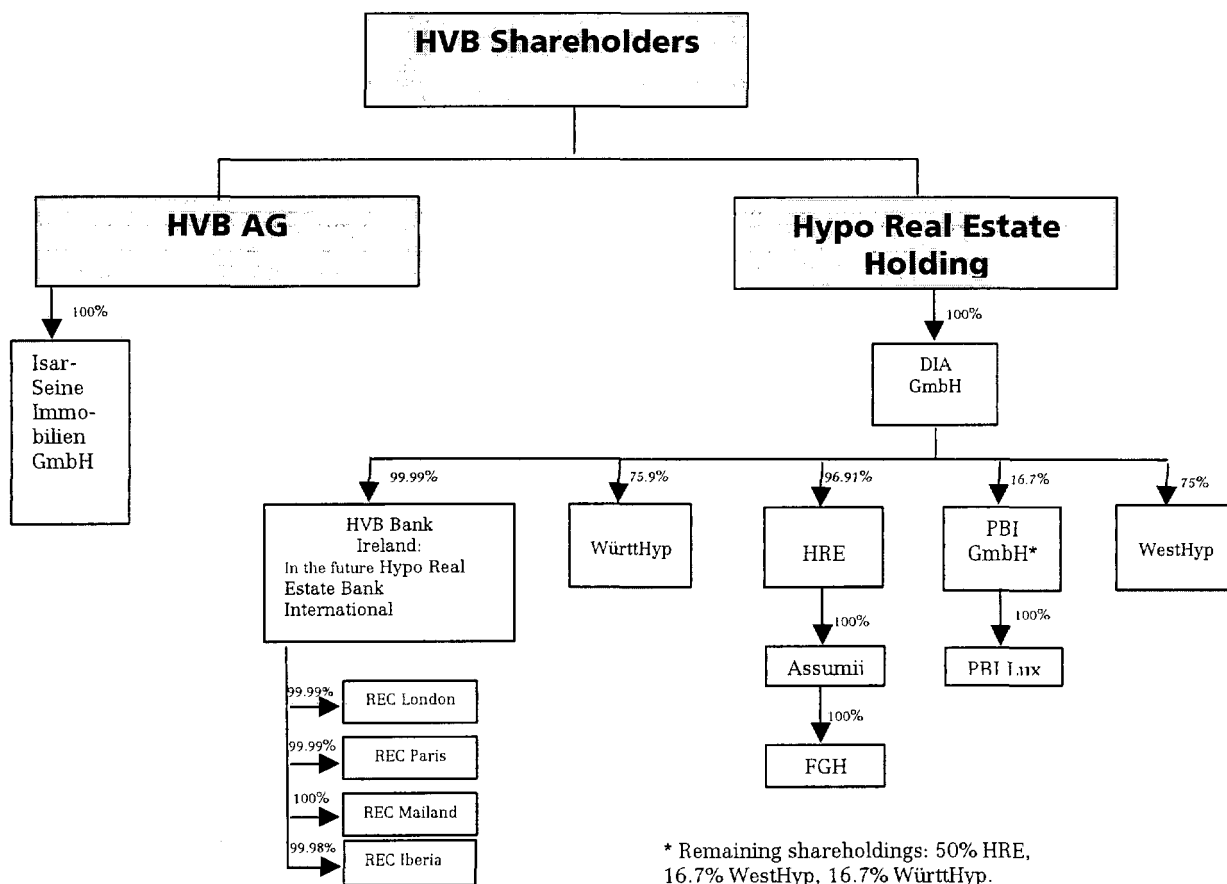 HVB Shareholders
HVB AG
Hypo Real Estate
Holding
100%
100%
Isar-
Seine
Immo-
bilien
GmbH
DIA
GmbH
99.99%
75.9%
96.91%
16.7%
75%
HVB Bank
Ireland:
In the future Hypo Real
Estate Bank
International
WürttHyp
HRE
PBI
GmbH*
WestHyp
100%
100%
Assumii
PBI Lux
100%
FGH
99.99%
REC London
99.99%
REC Paris
100%
REC Mailand
99.98%
REC Iberia
* Remaining shareholdings: 50% HRE,
16.7% WestHyp, 16.7% WürttHyp.